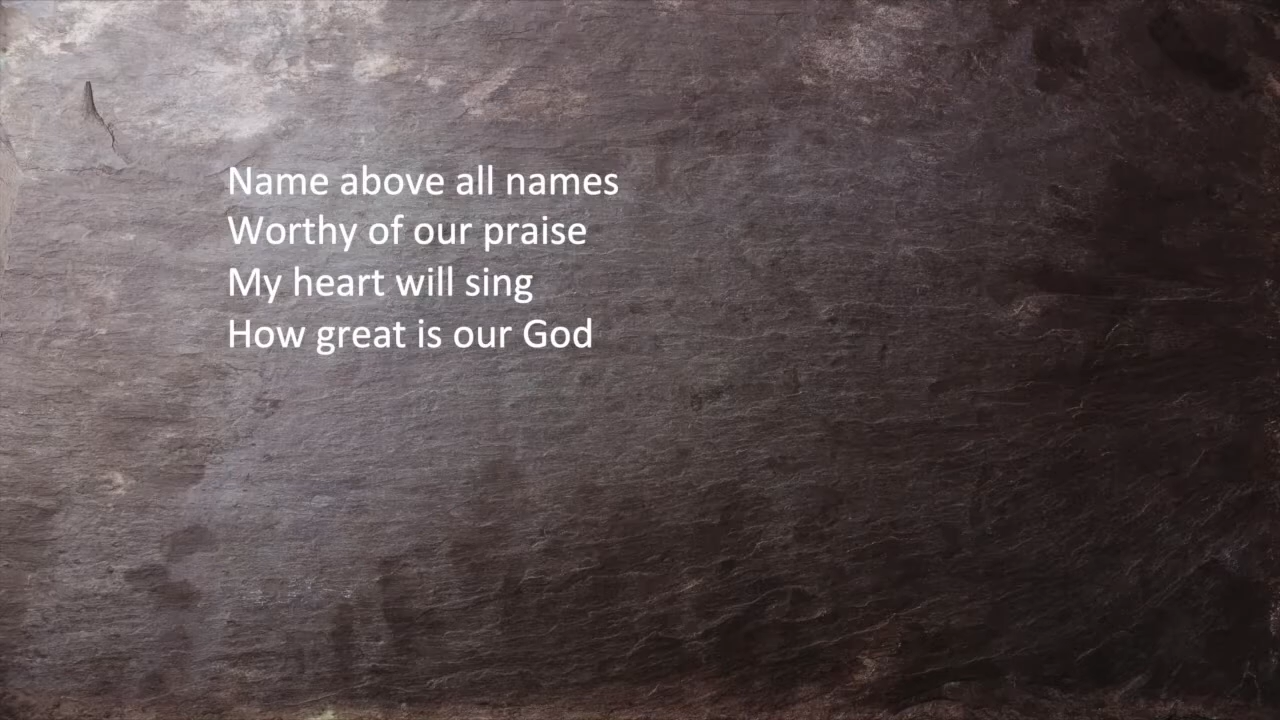 Name above all names
Worthy of our praise
My heart will sing
How great is our God